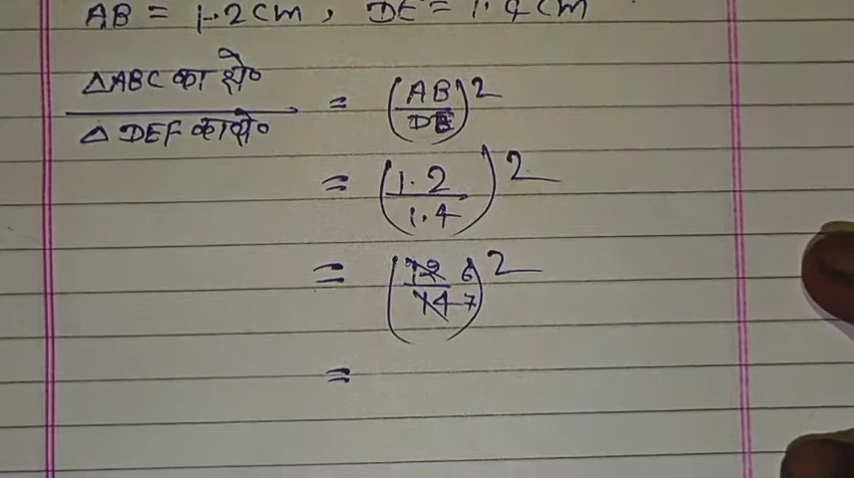 AB = 1.2cm, DE = 1.4cm
△ABC का क्षे० / △DEF का क्षे० = (AB/DE)2
= (1.2/1.4)2
= (12 6/14 7)2
=